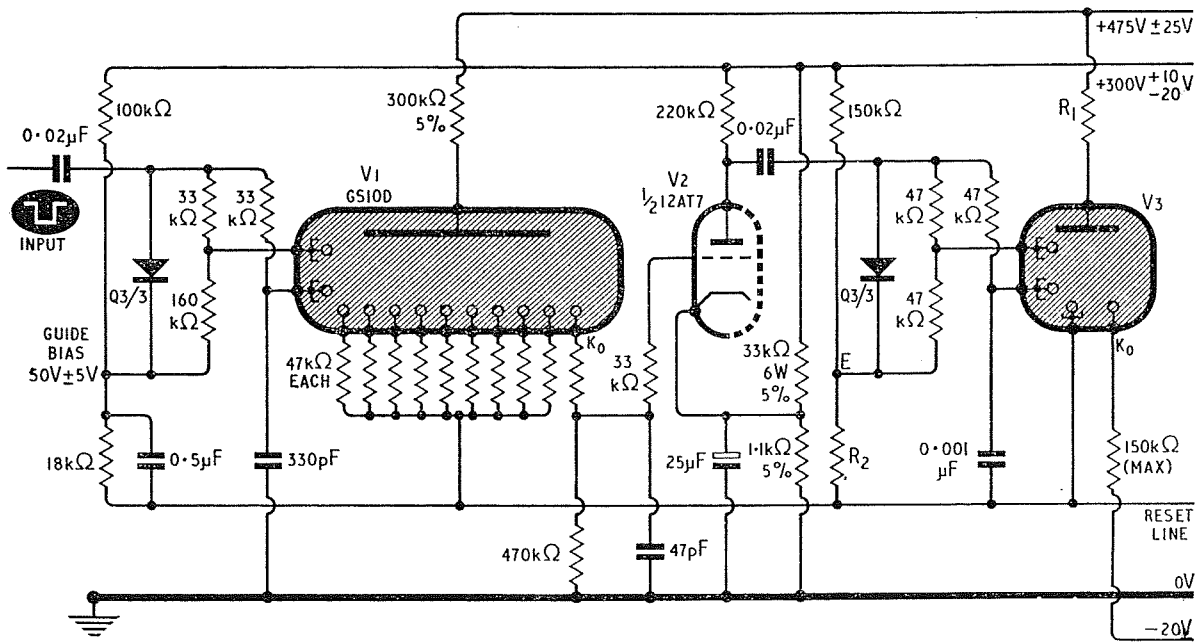 +475V ±25V
+300V +10 -20 V
100kΩ
300kΩ
5%
220kΩ
150kΩ
R1
0·02µF
0·02µF
INPUT
33
kΩ
33
kΩ
V1
GS10D
V2
½12AT7
47
kΩ
47
kΩ
V3
Q3/3
160
kΩ
Q3/3
47
kΩ
GUIDE
BIAS
50V±5V
47kΩ
EACH
K0
33
kΩ
33kΩ
6W
5%
E
K0
18kΩ
0·5µF
330pF
25µF
1·1kΩ
5%
R2
0·001
µF
150kΩ
(MAX)
RESET
LINE
470kΩ
47pF
0V
-20V